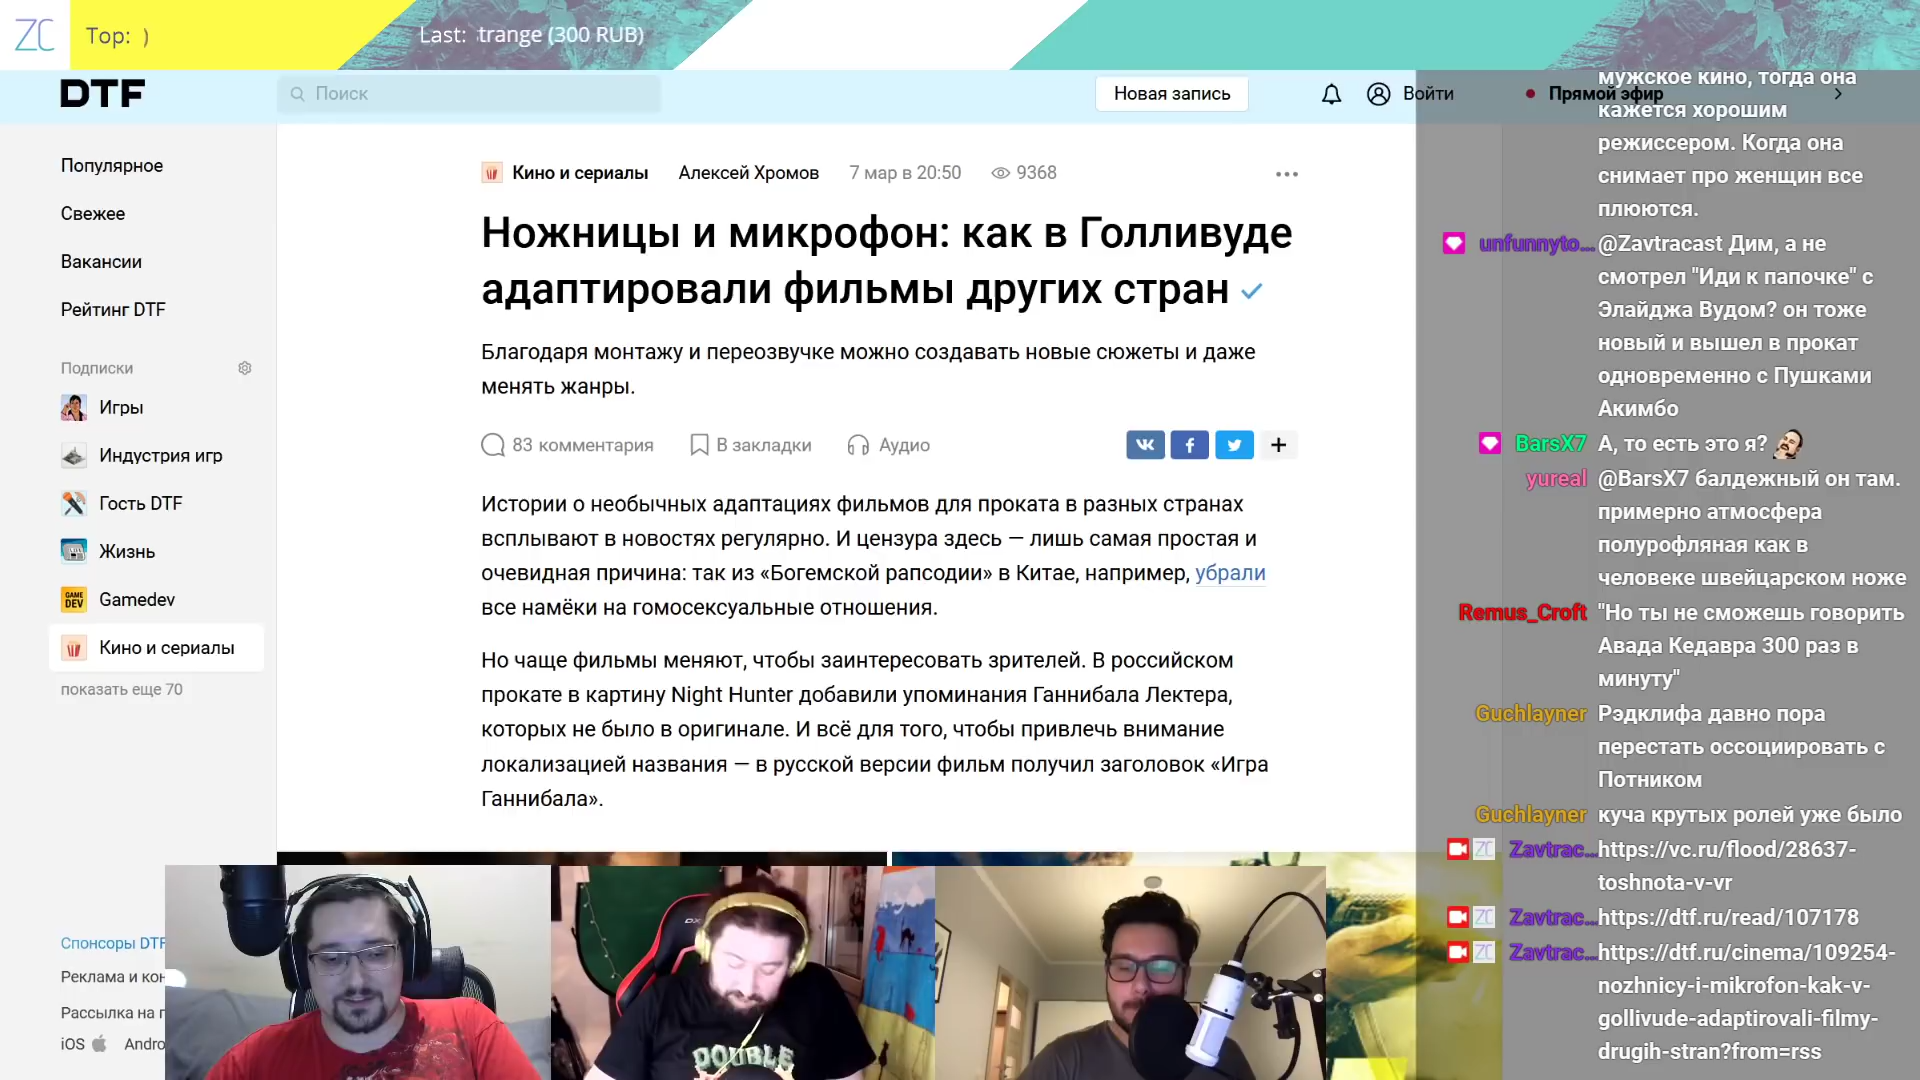 ZC
Top: )
Last: trange (300 RUB)
DTF
Поиск
Новая запись
Войти
Прямой эфир
Популярное
Свежее
Вакансии
Рейтинг DTF
Подписки
Игры
Индустрия игр
Гость DTF
Жизнь
GAME DEV
Gamedev
Кино и сериалы
показать еще 70
Спонсоры DTF
Реклама и кон
Рассылка на
iOS Andro
Кино и сериалы Алексей Хромов 7 мар в 20:50 9368
Ножницы и микрофон: как в Голливуде
адаптировали фильмы других стран
Благодаря монтажу и переозвучке можно создавать новые сюжеты и даже
менять жанры.
83 комментария В закладки Аудио
Истории о необычных адаптациях фильмов для проката в разных странах
всплывают в новостях регулярно. И цензура здесь — лишь самая простая и
очевидная причина: так из «Богемской рапсодии» в Китае, например, убрали
все намёки на гомосексуальные отношения.
Но чаще фильмы меняют, чтобы заинтересовать зрителей. В российском
прокате в картину Night Hunter добавили упоминания Ганнибала Лектера,
которых не было в оригинале. И всё для того, чтобы привлечь внимание
локализацией названия — в русской версии фильм получил заголовок «Игра
Ганнибала».
DOUBLE
мужское кино, тогда она
кажется хорошим
режиссером. Когда она
снимает про женщин все
плюются.
unfunnyto... @Zavtracast Дим, а не
смотрел "Иди к папочке" с
Элайджа Вудом? он тоже
новый и вышел в прокат
одновременно с Пушками
Акимбо
BarsX7 А, то есть это я?
yureal @BarsX7 балдежный он там.
примерно атмосфера
полурофляная как в
человеке швейцарском ноже
Remus_Croft "Но ты не сможешь говорить
Авада Кедавра 300 раз в
минуту"
Guchlayner Рэдклифа давно пора
перестать оссоциировать с
Потником
Guchlayner куча крутых ролей уже было
ZC Zavtrac... https://vc.ru/flood/28637-
toshnota-v-vr
ZC Zavtrac... https://dtf.ru/read/107178
ZC Zavtrac... https://dtf.ru/cinema/109254-
nozhnicy-i-mikrofon-kak-v-
gollivude-adaptirovali-filmy-
drugih-stran?from=rss